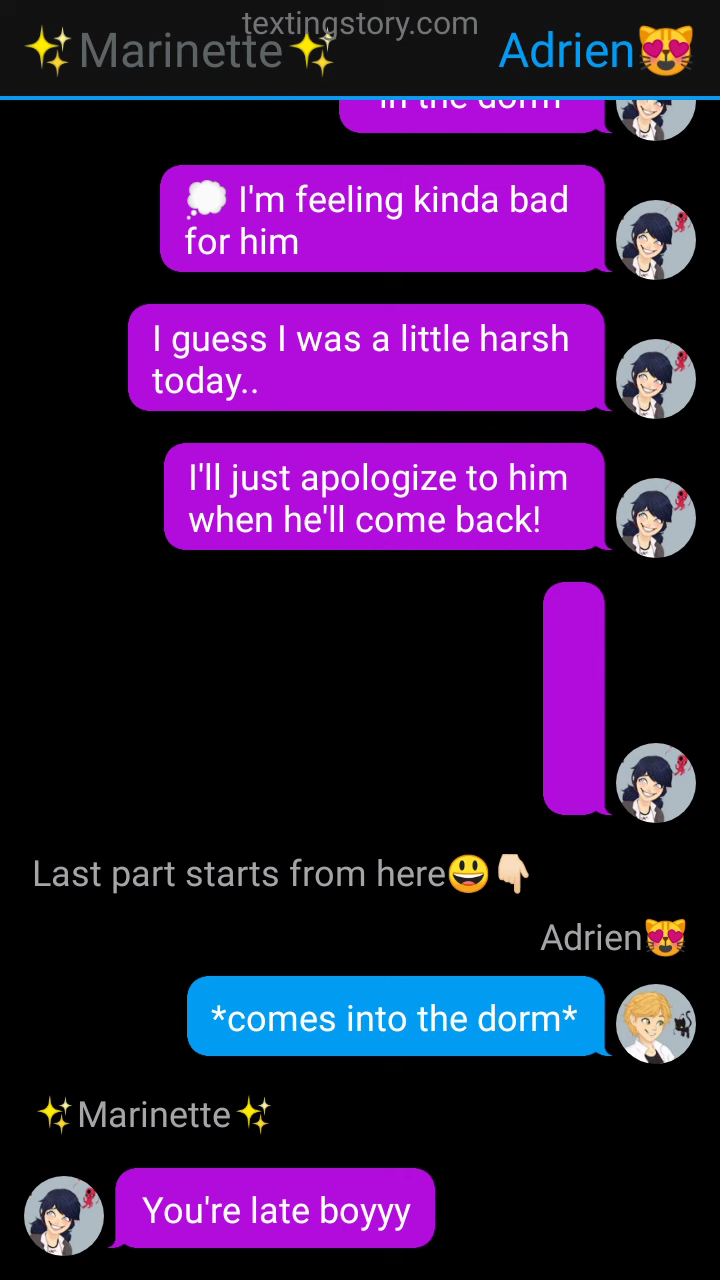 textingstory.com
✨Marinette✨
Adrien😻
in the dorm
💭 I'm feeling kinda bad
for him
I guess I was a little harsh
today..
I'll just apologize to him
when he'll come back!
Last part starts from here😃👇🏻
Adrien😻
*comes into the dorm*
✨Marinette✨
You're late boyyy